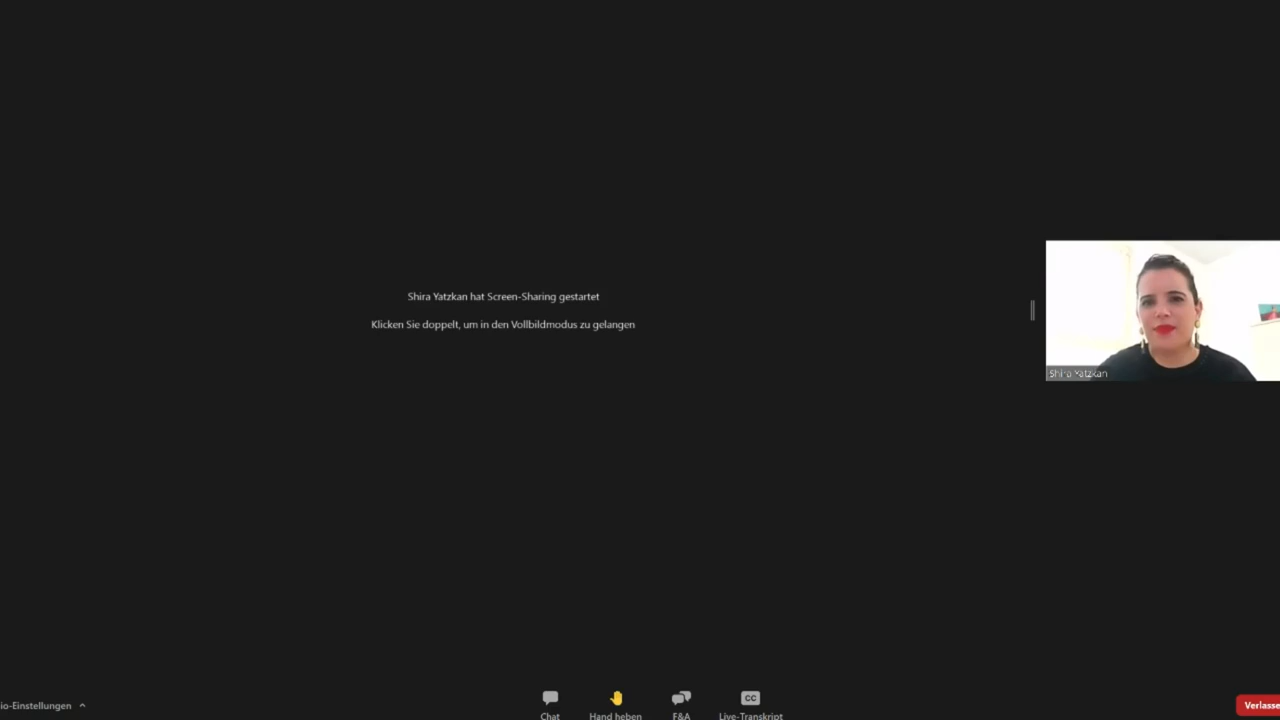 Shira Yatzkan hat Screen-Sharing gestartet
Klicken Sie doppelt, um in den Vollbildmodus zu gelangen
Shira Yatzkan
io-Einstellungen
Chat
Hand heben
F&A
CC
Live-Transkript
Verlasse